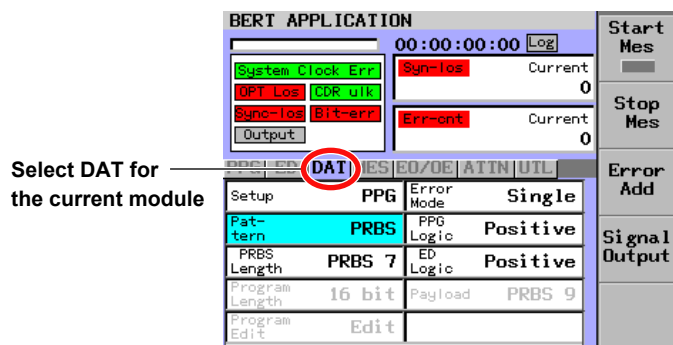 BERT APPLICATION
00:00:00:00 Log
System Clock Err
OPT Los CDR ulk
Sync-los Bit-err
Output
Syn-los Current
0
Err-cnt Current
0
Start
Mes
Stop
Mes
Error
Add
Signal
Output
Select DAT for
the current module
PPG ED DAT MES EO/OE ATTN UTL
Setup PPG
Error
Mode Single
Pat-
tern PRBS
PPG
Logic Positive
PRBS
Length PRBS 7
ED
Logic Positive
Program
Length 16 bit
Payload PRBS 9
Program
Edit Edit